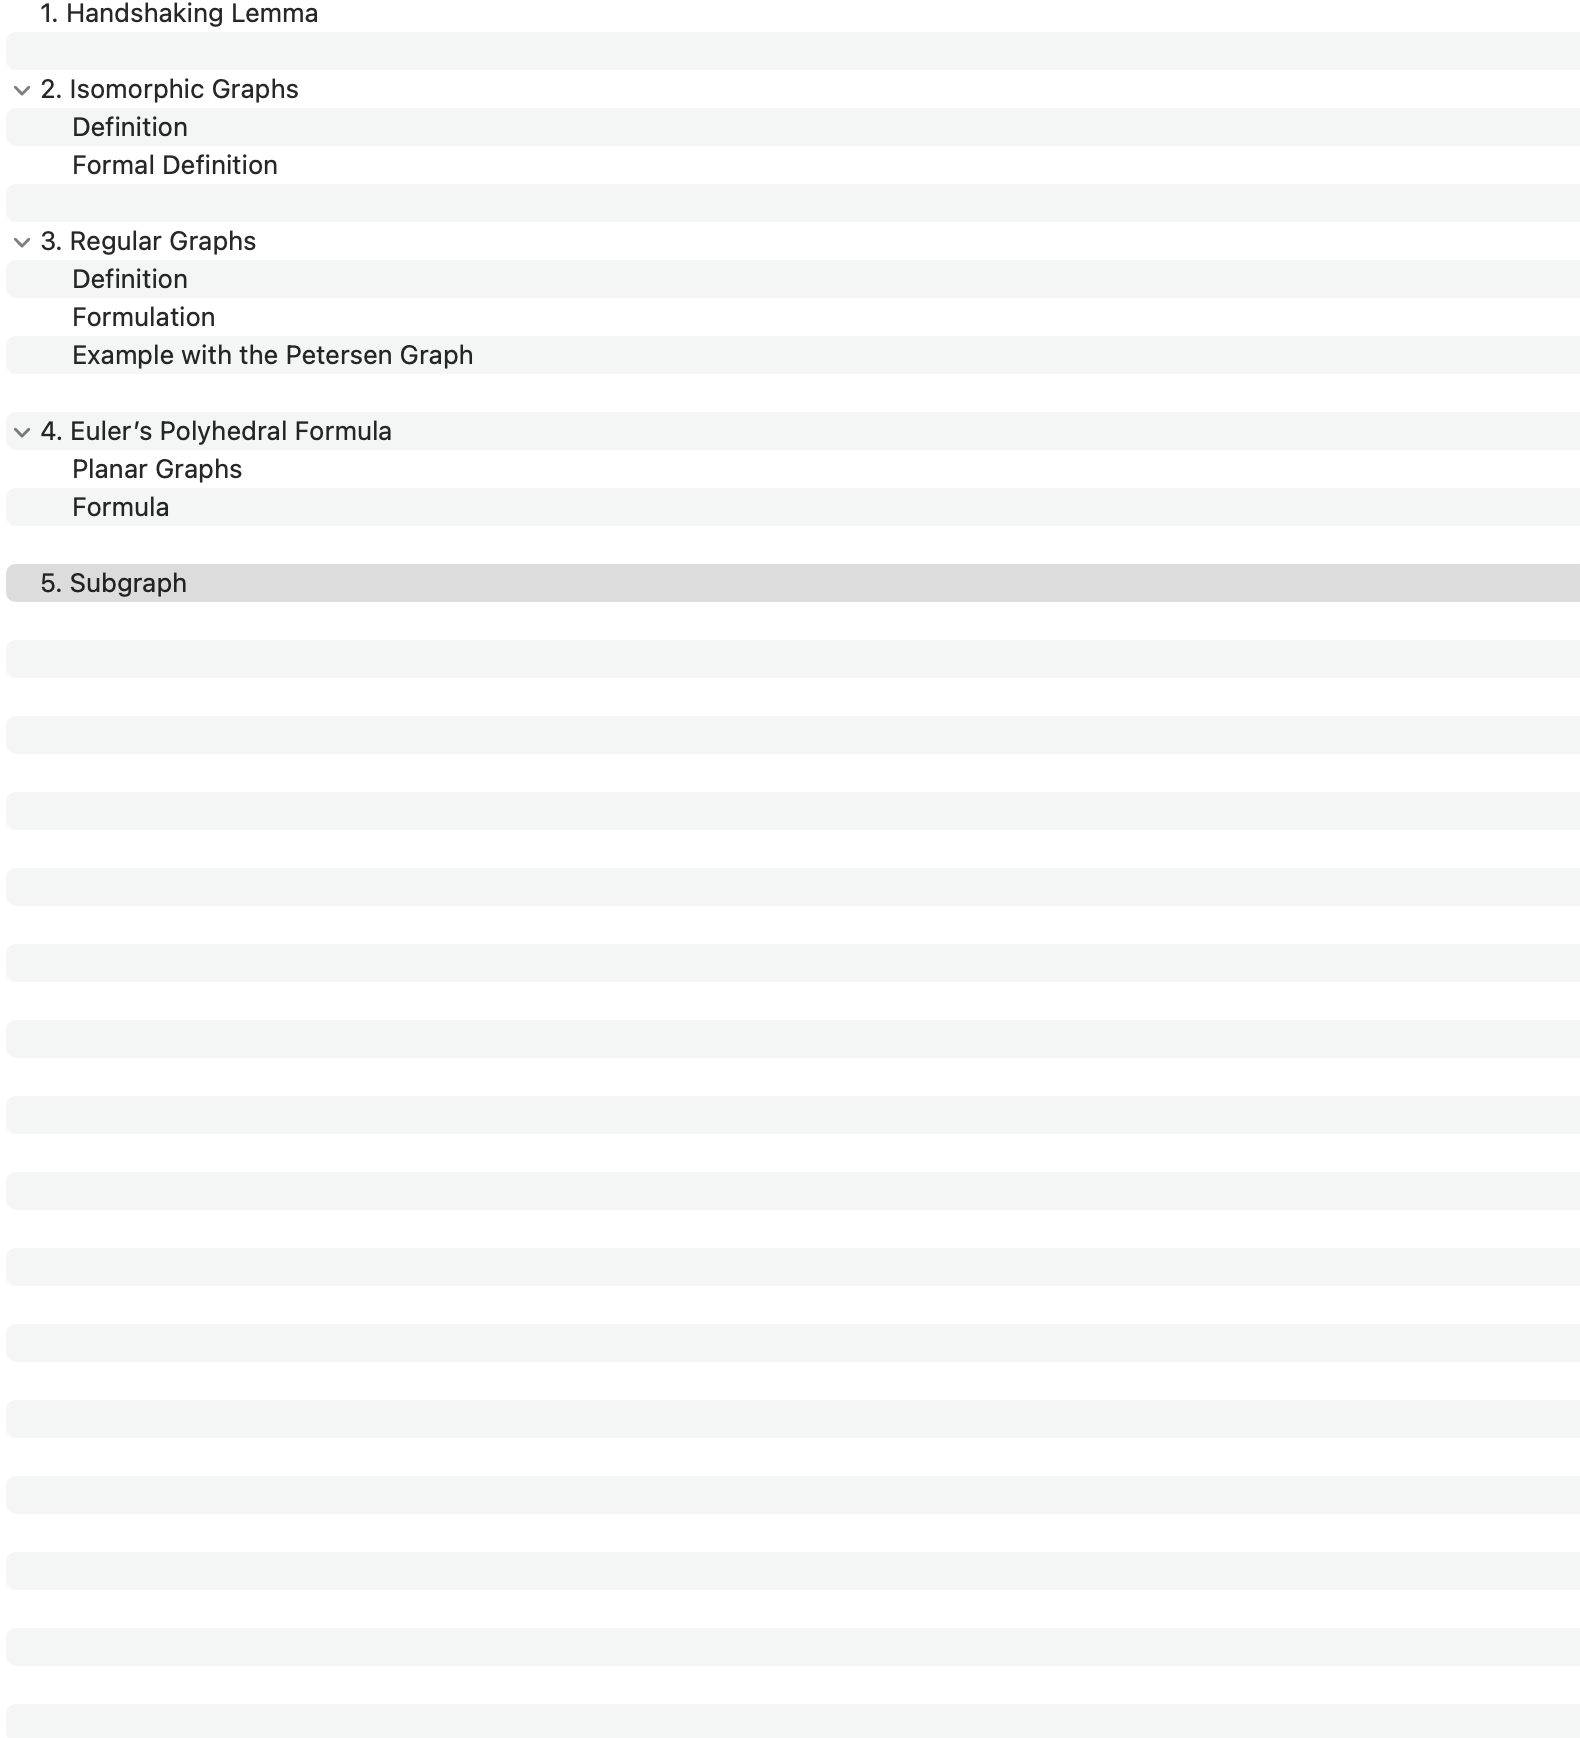 1. Handshaking Lemma
2. Isomorphic Graphs
Definition
Formal Definition
3. Regular Graphs
Definition
Formulation
Example with the Petersen Graph
4. Euler’s Polyhedral Formula
Planar Graphs
Formula
5. Subgraph